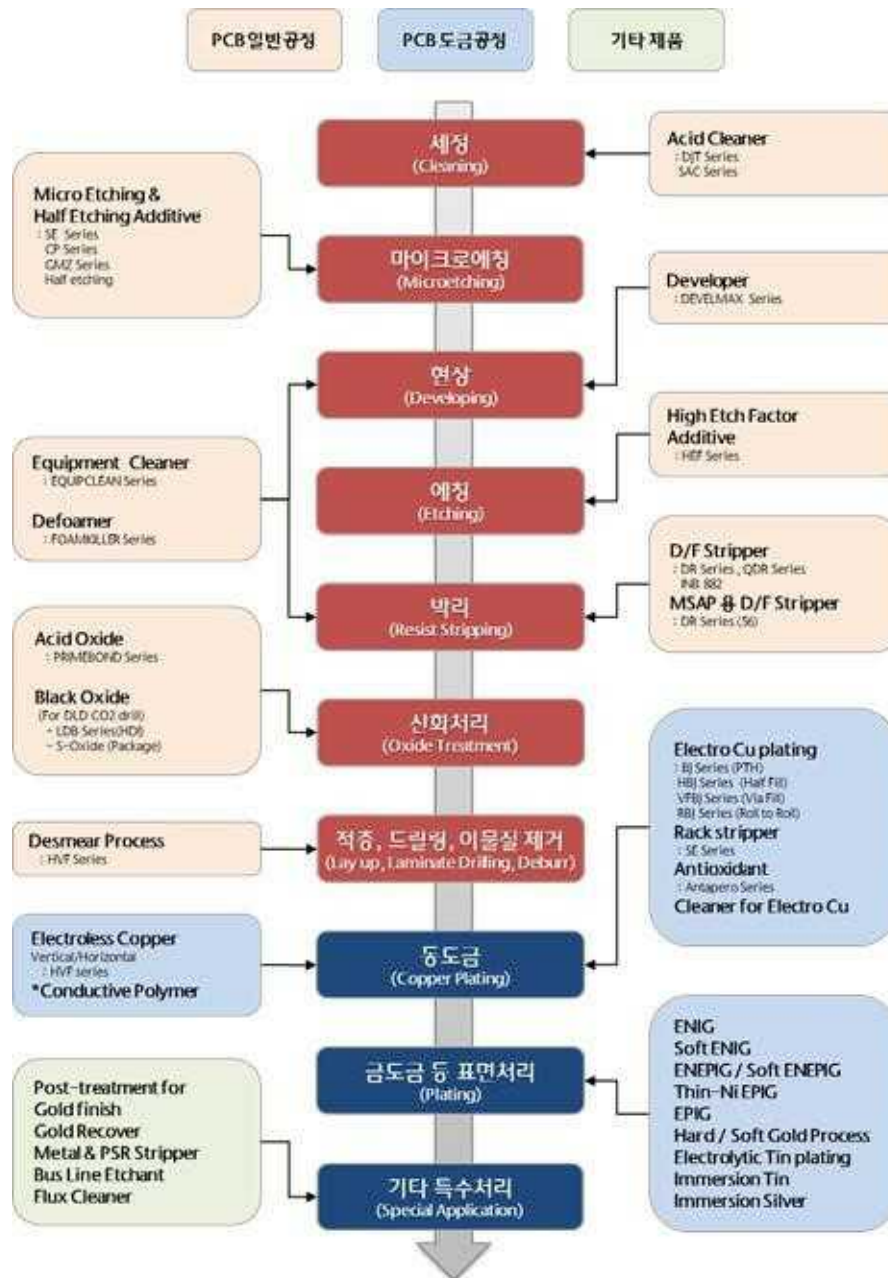 PCB일반공정
PCB 도금공정
기타 제품
세정
(Cleaning)
Acid Cleaner
: DJT Series
SAC Series
Micro Etching &
Half Etching Additive
: SE Series
CP Series
GMZ Series
Half etching
마이크로에칭
(Microetching)
Developer
: DEVELMAX Series
현상
(Developing)
High Etch Factor
Additive
: HEF Series
Equipment Cleaner
: EQUIPCLEAN Series
Defoamer
: FOAMKILLER Series
에칭
(Etching)
D/F Stripper
: DR Series , QDR Series
INB 882
MSAP 용 D/F Stripper
: DR Series (S6)
박리
(Resist Stripping)
Acid Oxide
: PRIMEBOND Series
Black Oxide
(For DLD CO2 drill)
- LDB Series(HDI)
- S-Oxide (Package)
산화처리
(Oxide Treatment)
Electro Cu plating
: BJ Series (PTH)
HBJ Series (Half Fill)
VFBJ Series (Via Fill)
RBJ Series (Roll to Roll)
Rack stripper
: SE Series
Antioxidant
: Antapero Series
Cleaner for Electro Cu
Desmear Process
: HVF Series
적층, 드릴링, 이물질 제거
(Lay up, Laminate Drilling, Deburr)
Electroless Copper
Vertical/Horizontal
: HVF series
*Conductive Polymer
동도금
(Copper Plating)
ENIG
Soft ENIG
ENEPIG / Soft ENEPIG
Thin-Ni EPIG
EPIG
Hard / Soft Gold Process
Electrolytic Tin plating
Immersion Tin
Immersion Silver
금도금 등 표면처리
(Plating)
Post-treatment for
Gold finish
Gold Recover
Metal & PSR Stripper
Bus Line Etchant
Flux Cleaner
기타 특수처리
(Special Application)